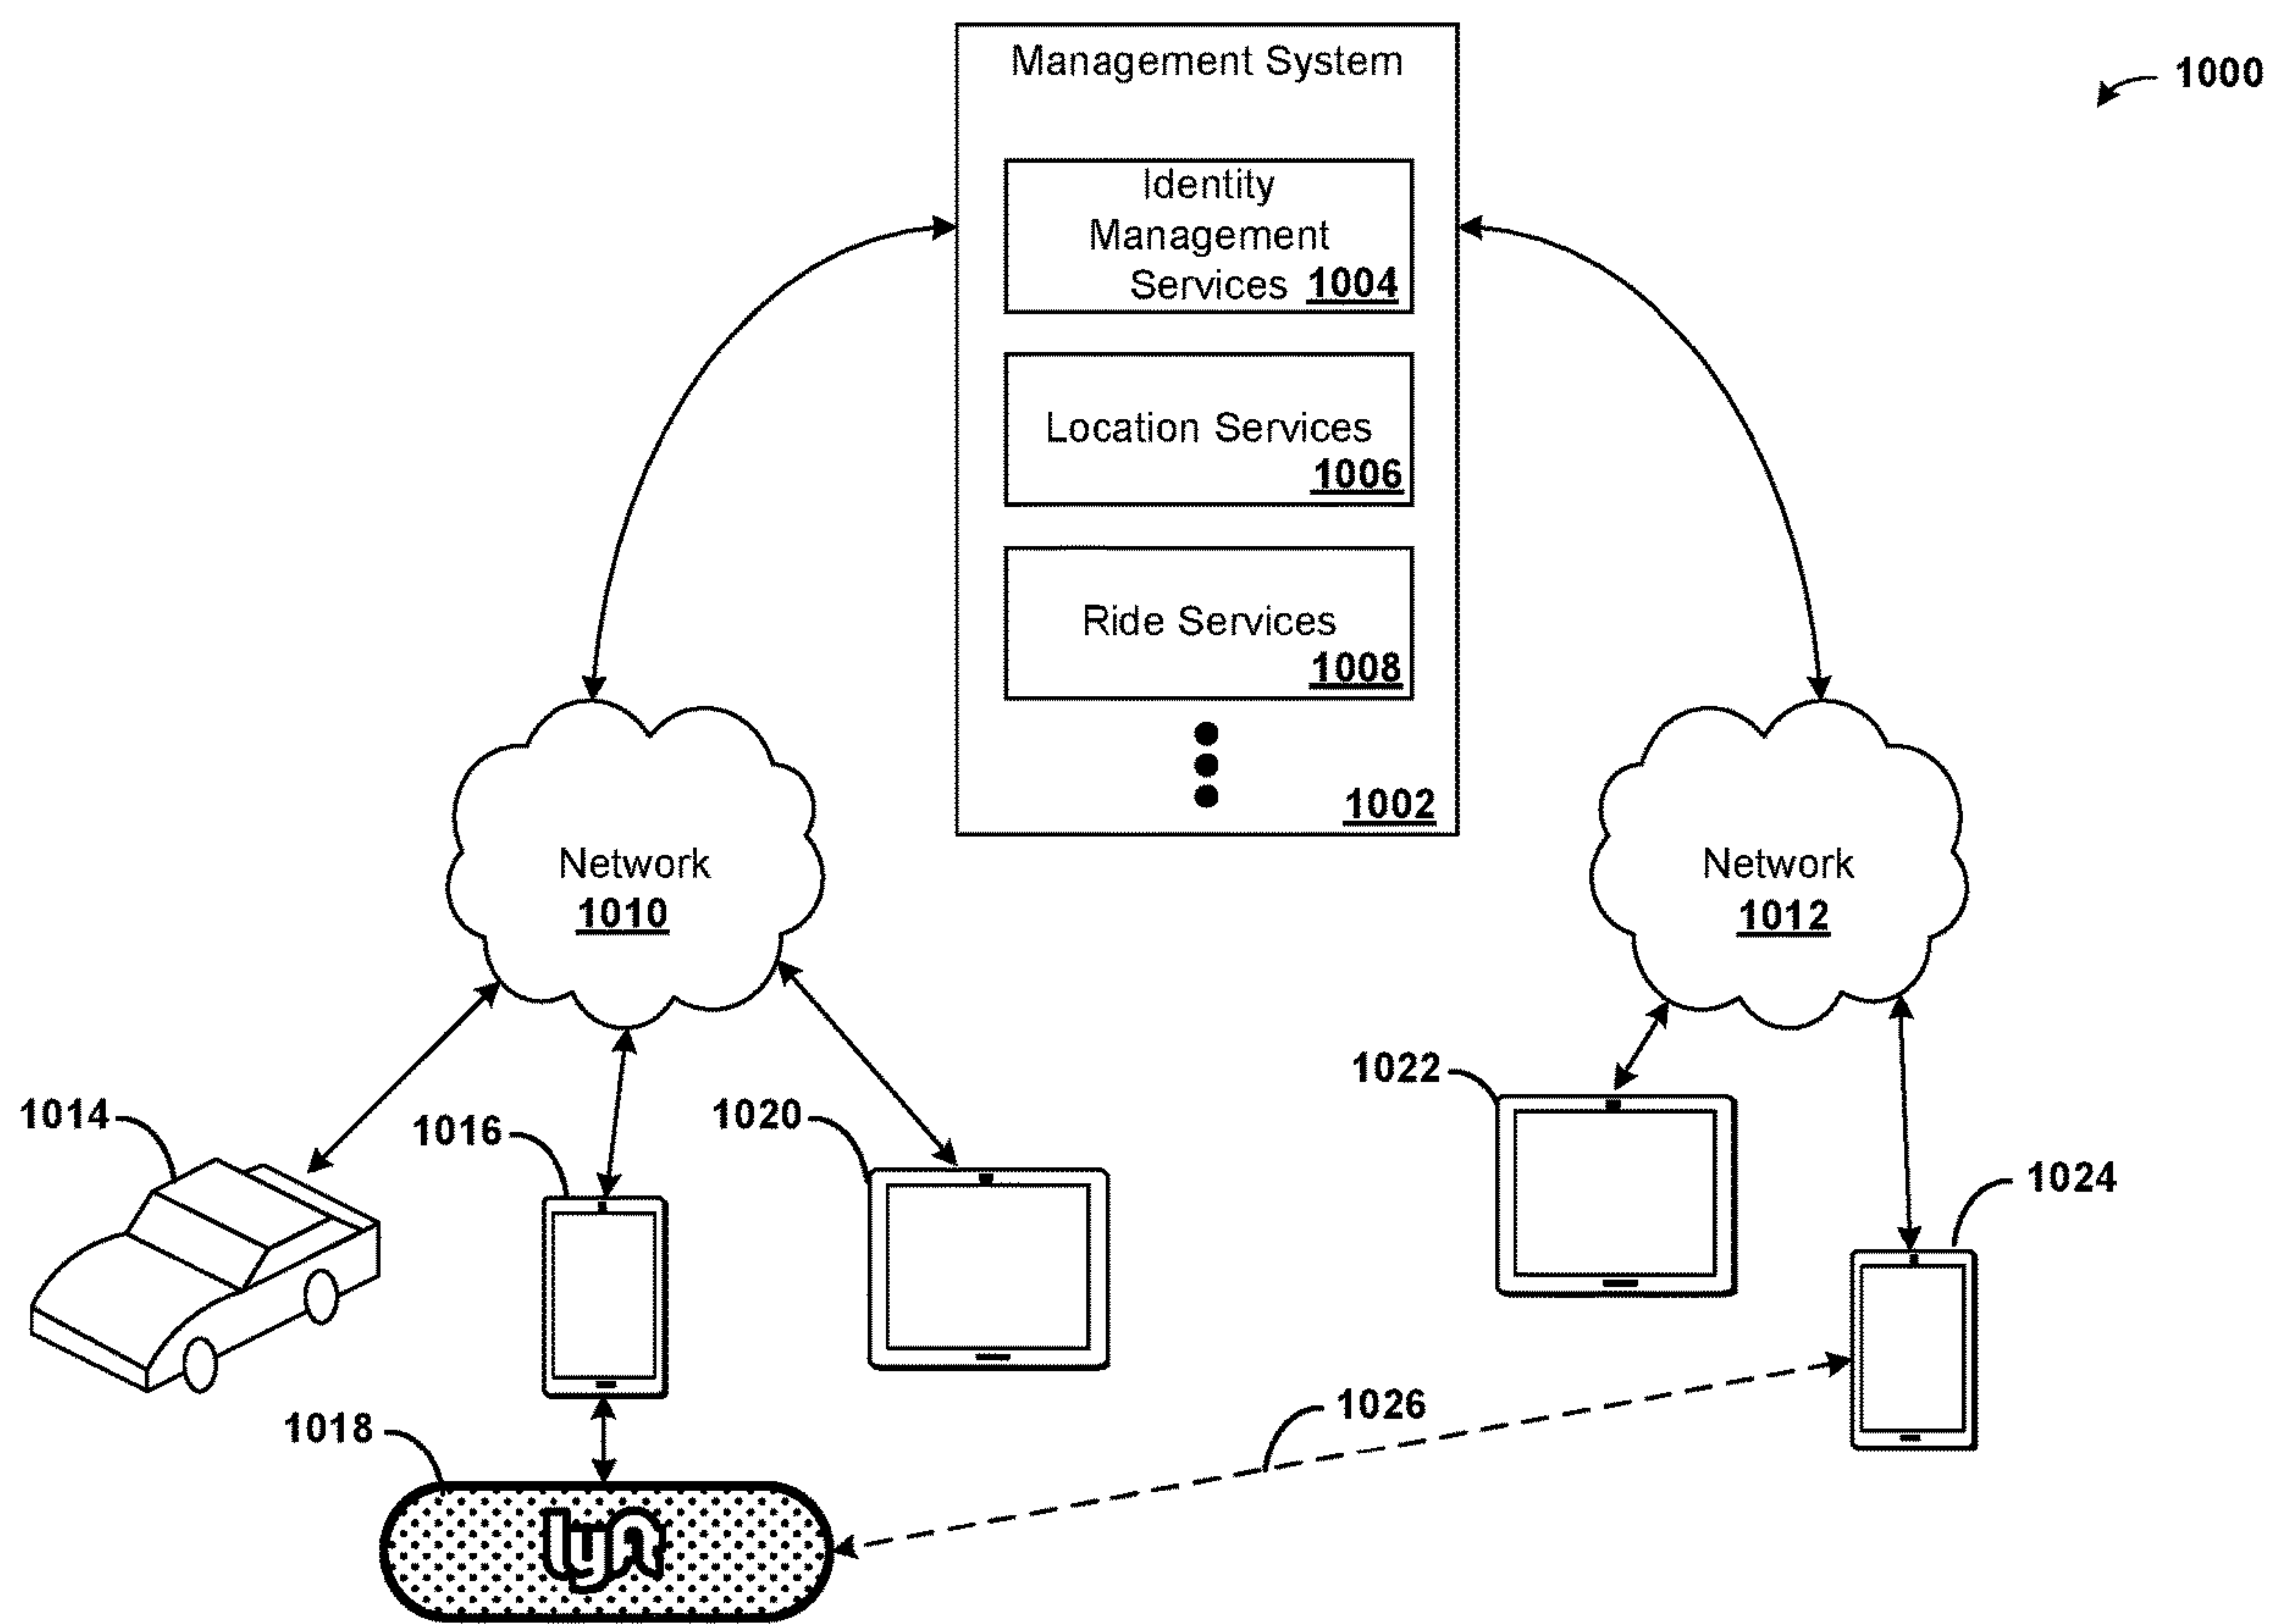 Management System
1000
Identity
Management
Services 1004
Location Services
1006
Ride Services
1008
1002
Network
1010
Network
1012
1014
1016
1020
1022
1024
1018
1026
lyft